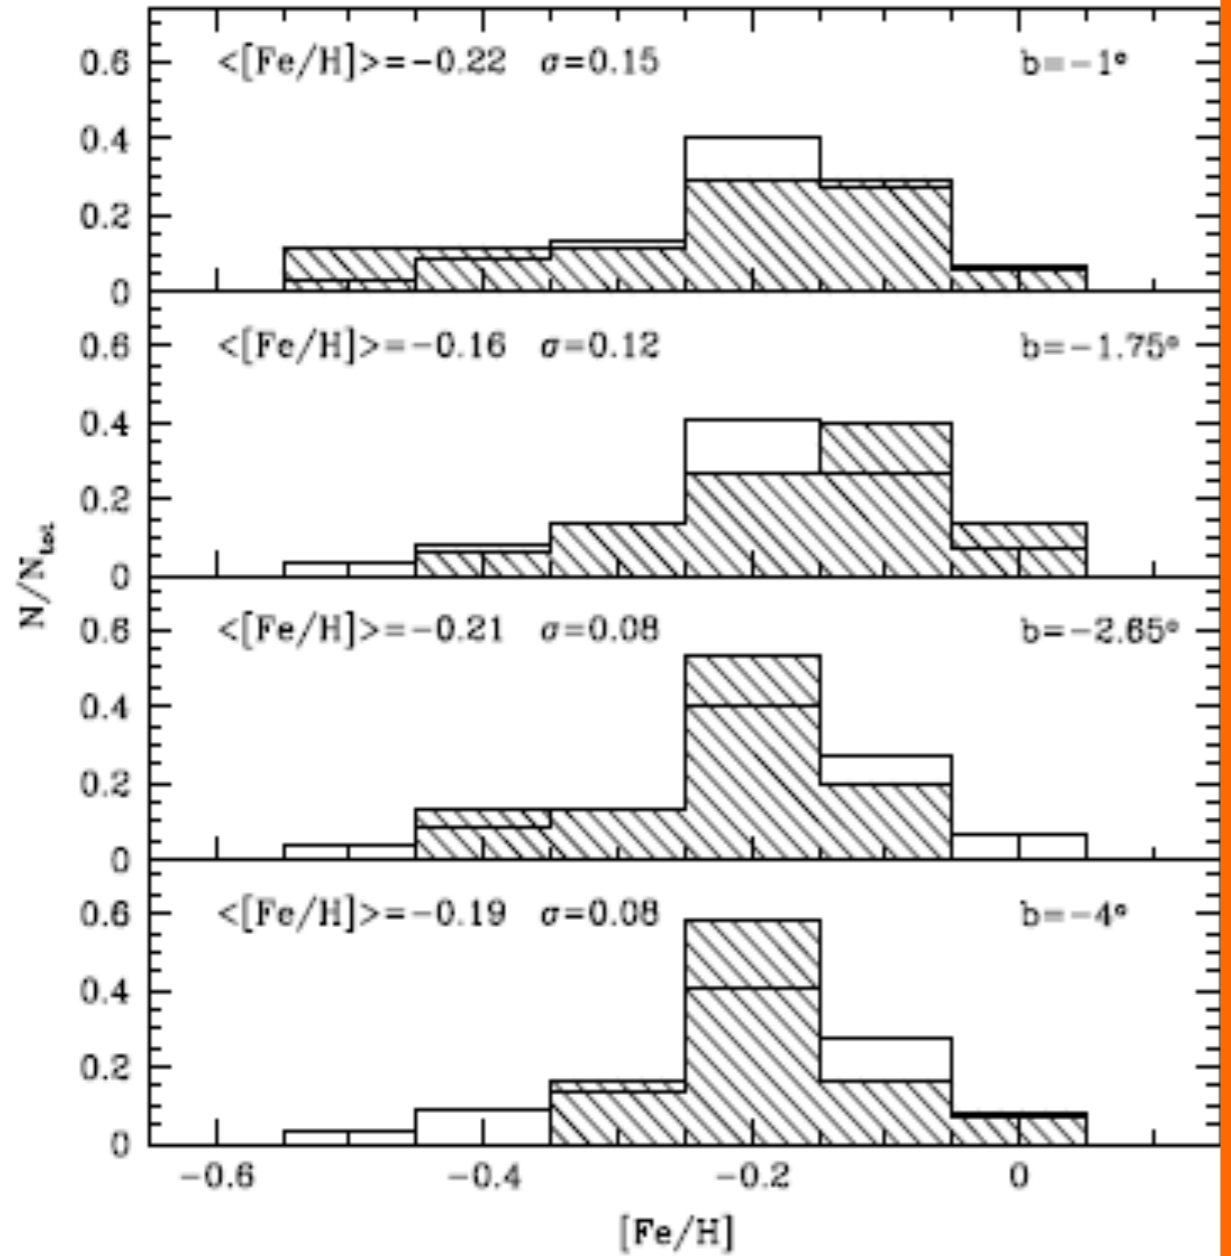 <[Fe/H]>=−0.22 σ=0.15 b=−1°
0.6
0.4
0.2
0
<[Fe/H]>=−0.16 σ=0.12 b=−1.75°
0.6
0.4
0.2
0
<[Fe/H]>=−0.21 σ=0.08 b=−2.65°
0.6
0.4
0.2
0
<[Fe/H]>=−0.19 σ=0.08 b=−4°
0.6
0.4
0.2
0
N/Ntot
−0.6 −0.4 −0.2 0
[Fe/H]